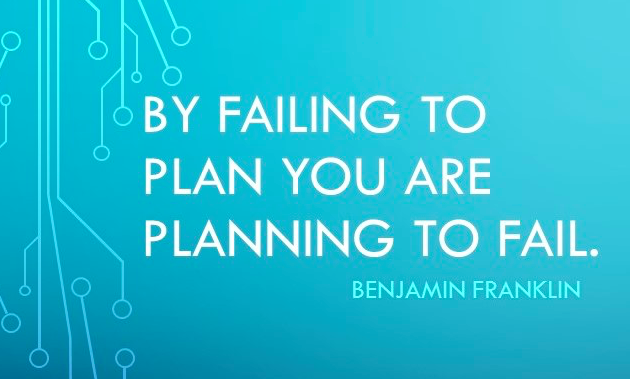 BY FAILING TO
PLAN YOU ARE
PLANNING TO FAIL.
BENJAMIN FRANKLIN